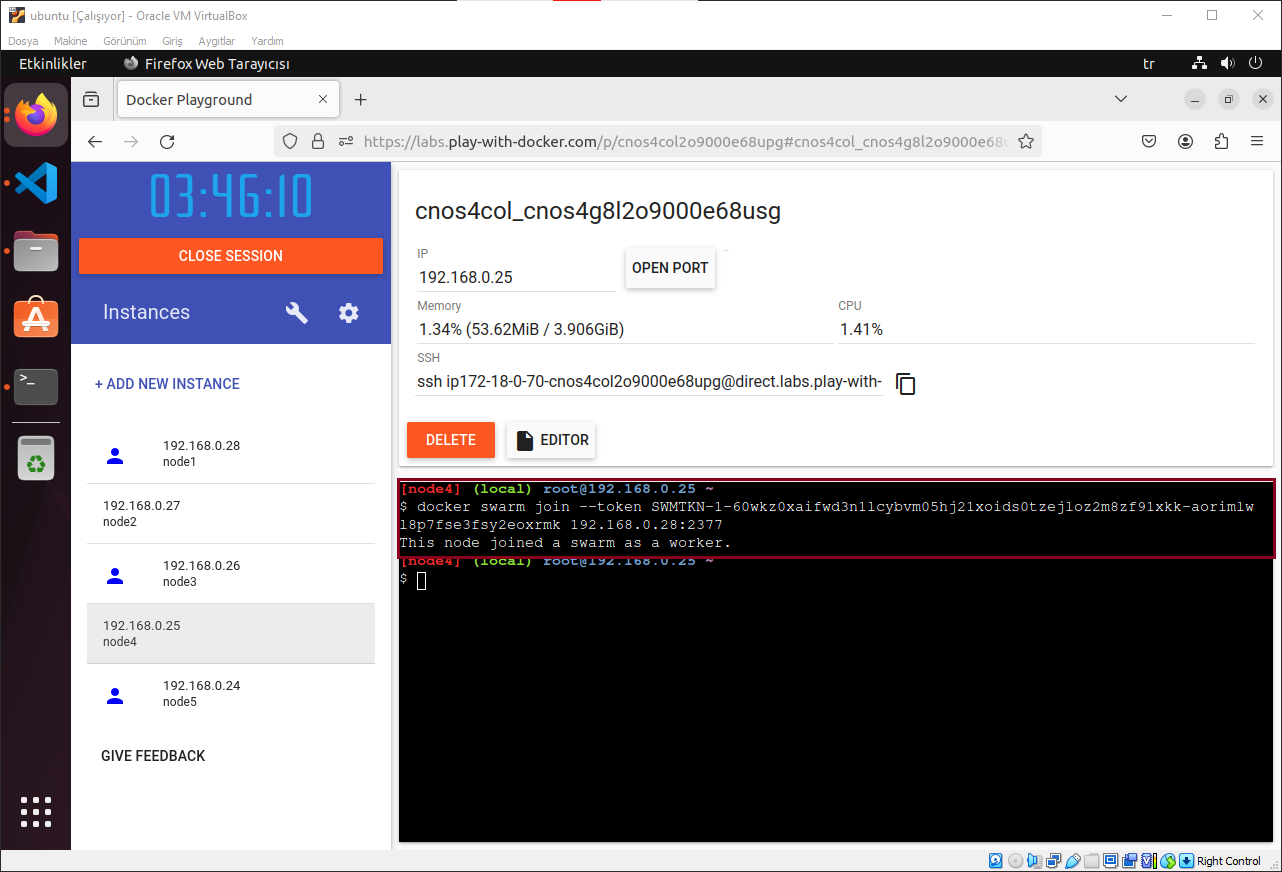 ubuntu [Çalışıyor] - Oracle VM VirtualBox
Dosya Makine Görünüm Giriş Aygıtlar Yardım
Etkinlikler Firefox Web Tarayıcısı tr
Docker Playground
https://labs.play-with-docker.com/p/cnos4col2o9000e68upg#cnos4col_cnos4g8l2o9000e68u
03:46:10
CLOSE SESSION
Instances
+ ADD NEW INSTANCE
192.168.0.28
node1
192.168.0.27
node2
192.168.0.26
node3
192.168.0.25
node4
192.168.0.24
node5
GIVE FEEDBACK
cnos4col_cnos4g8l2o9000e68usg
IP
192.168.0.25
OPEN PORT
Memory
1.34% (53.62MiB / 3.906GiB)
CPU
1.41%
SSH
ssh ip172-18-0-70-cnos4col2o9000e68upg@direct.labs.play-with-
DELETE
EDITOR
[node4] (local) root@192.168.0.25 ~
$ docker swarm join --token SWMTKN-1-60wkz0xaifwd3n1lcybvm05hj2lxoids0tzejloz2m8zf91xkk-aorimlw
l8p7fse3fsy2eoxrmk 192.168.0.28:2377
This node joined a swarm as a worker.
[node4] (local) root@192.168.0.25 ~
$
Right Control